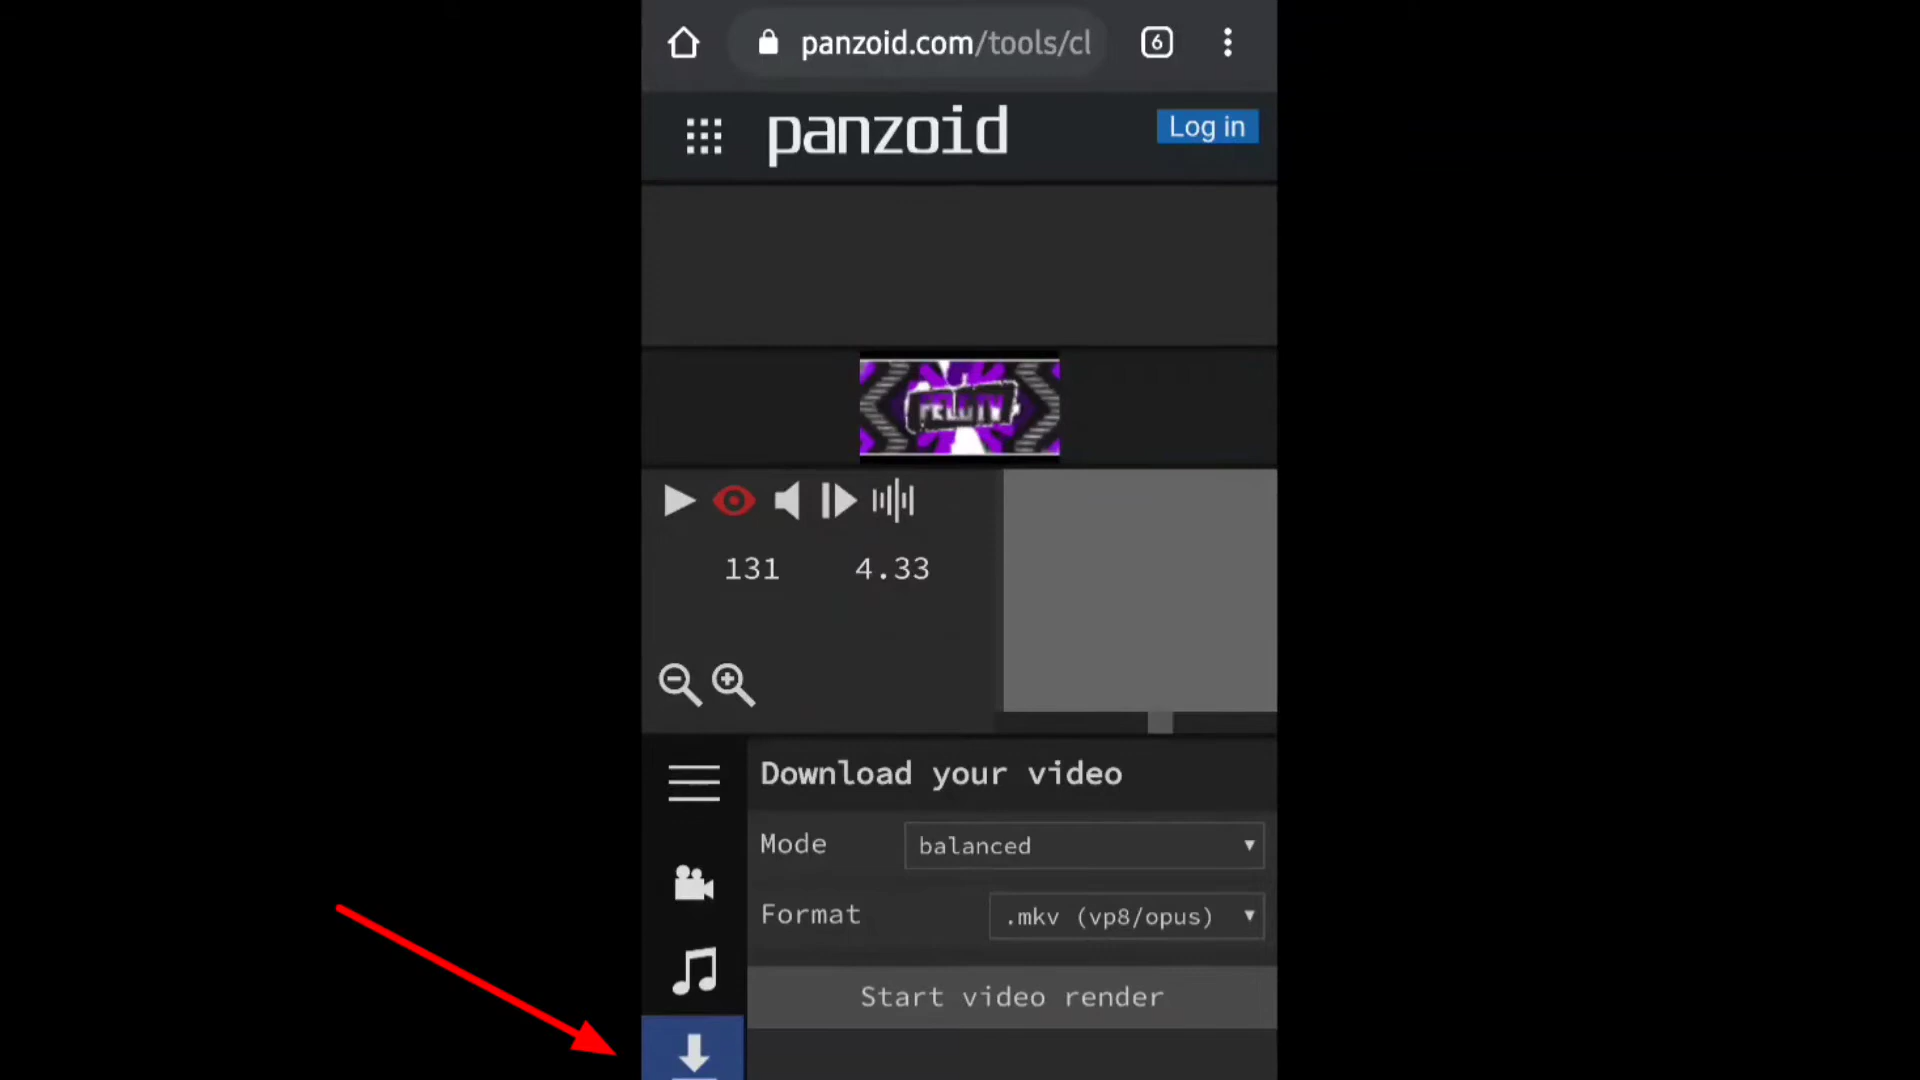 panzoid.com/tools/cl
6
panzoid
Log in
131 4.33
Download your video
Mode balanced
Format .mkv (vp8/opus)
Start video render